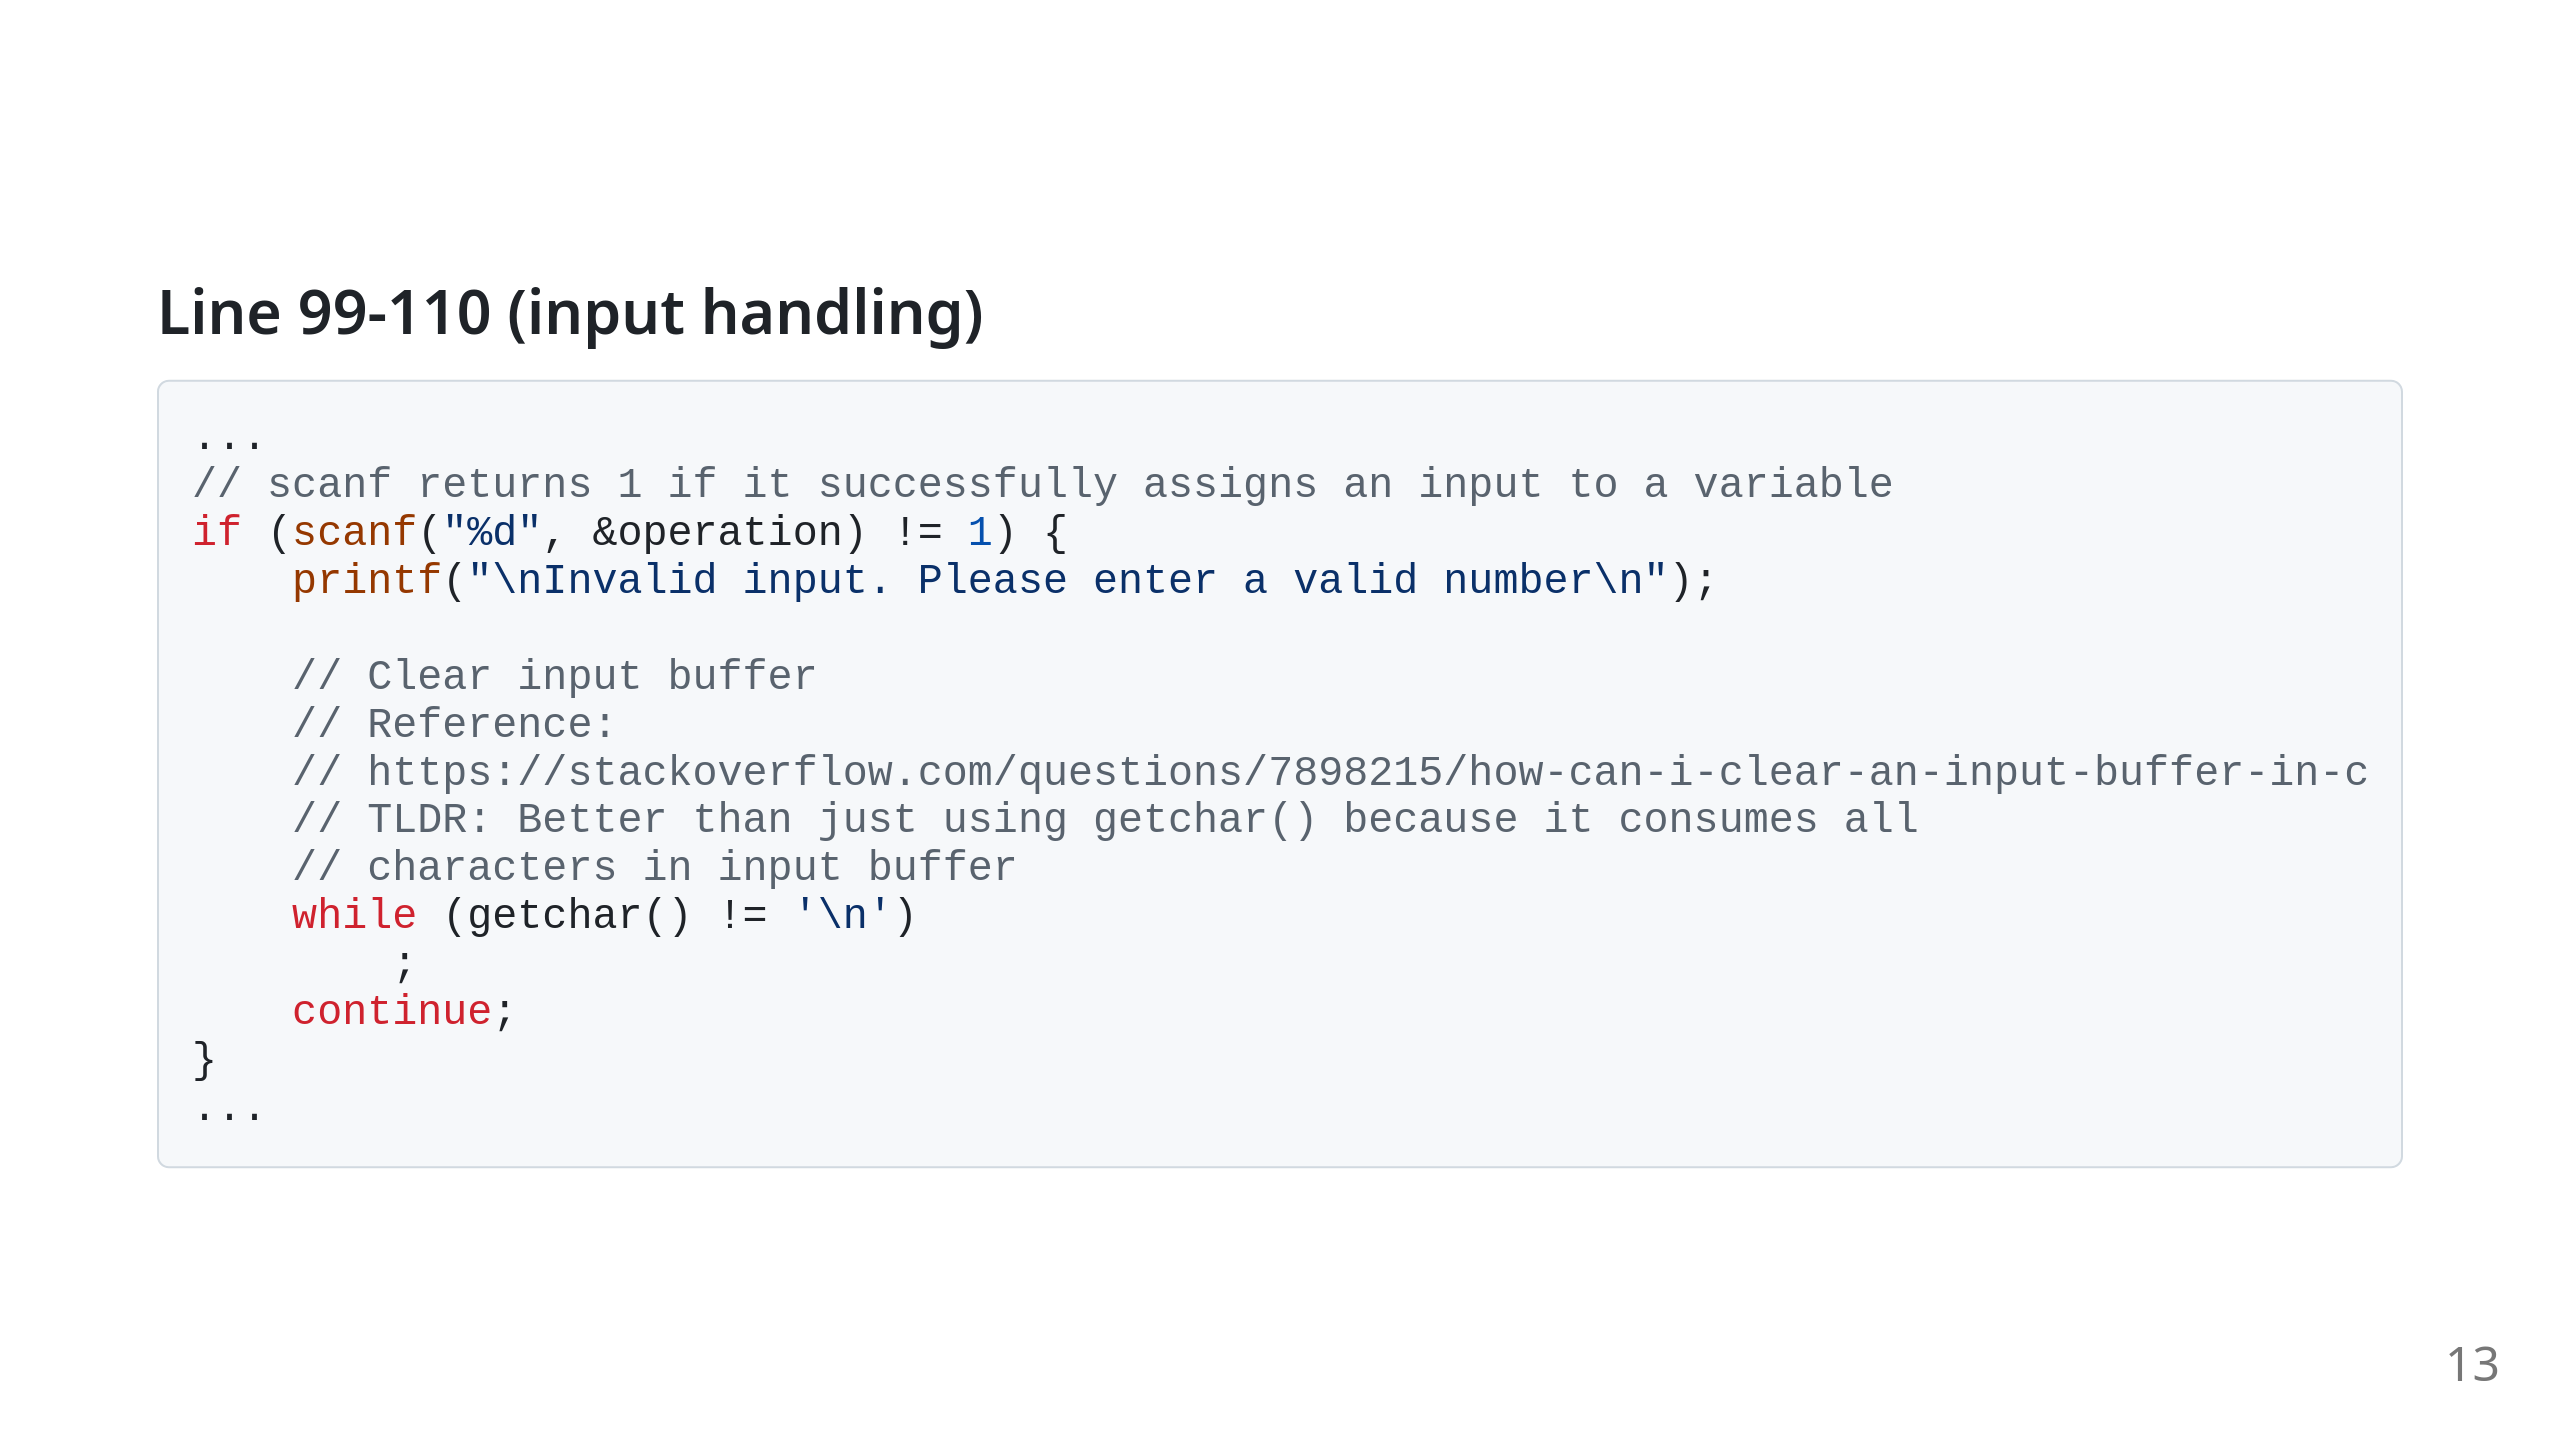 Line 99-110 (input handling)
...
// scanf returns 1 if it successfully assigns an input to a variable
if (scanf("%d", &operation) != 1) {
    printf("\nInvalid input. Please enter a valid number\n");

    // Clear input buffer
    // Reference:
    // https://stackoverflow.com/questions/7898215/how-can-i-clear-an-input-buffer-in-c
    // TLDR: Better than just using getchar() because it consumes all
    // characters in input buffer
    while (getchar() != '\n')
        ;
    continue;
}
...
13